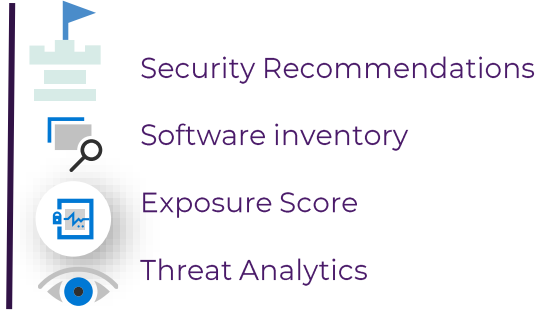 Security Recommendations
Software inventory
Exposure Score
Threat Analytics